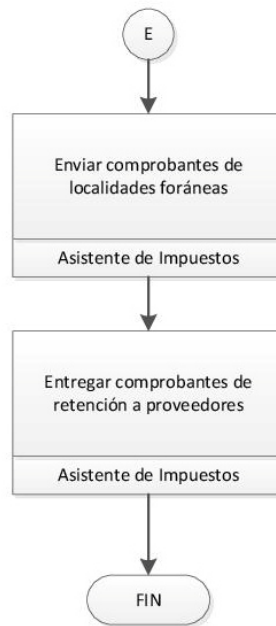 E
Enviar comprobantes de
localidades foráneas
Asistente de Impuestos
Entregar comprobantes de
retención a proveedores
Asistente de Impuestos
FIN